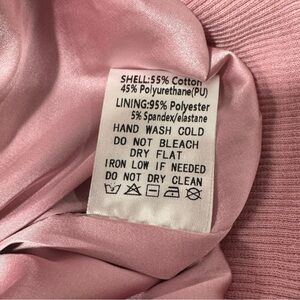 SHELL:55% Cotton
45% Polyurethane(PU)
LINING:95% Polyester
5% Spandex/elastane
HAND WASH COLD
DO NOT BLEACH
DRY FLAT
IRON LOW IF NEEDED
DO NOT DRY CLEAN